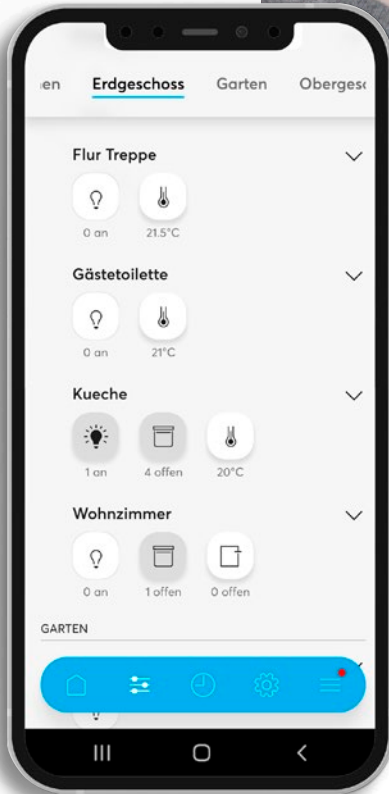 en Erdgeschoss Garten Oberges
Flur Treppe
0 an 21.5°C
Gästetoilette
0 an 21°C
Kueche
1 an 4 offen 20°C
Wohnzimmer
0 an 1 offen 0 offen
GARTEN